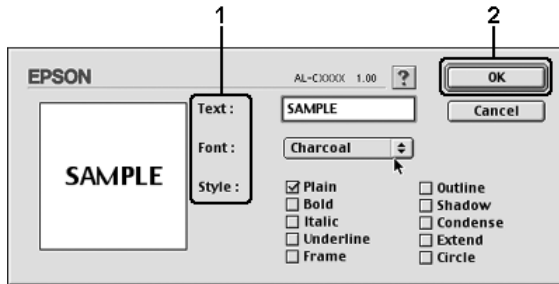 1 2
EPSON AL-CXXXX 1.00 ? OK
Text : SAMPLE Cancel
Font : Charcoal
SAMPLE
Style : Plain Outline
Bold Shadow
Italic Condense
Underline Extend
Frame Circle